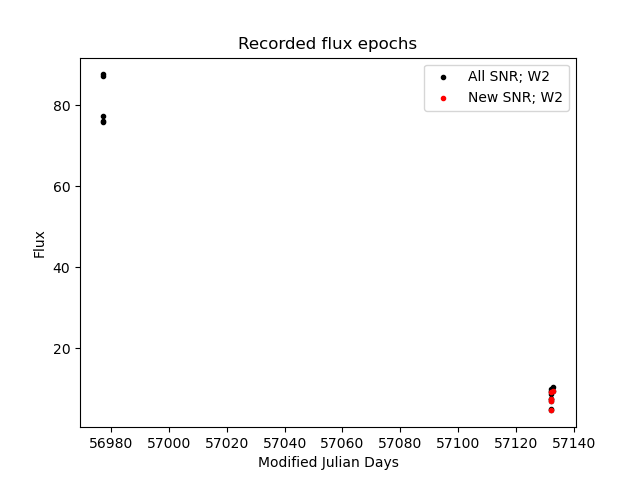 Recorded flux epochs
All SNR; W2
New SNR; W2
80
60
40
20
Flux
56980 57000 57020 57040 57060 57080 57100 57120 57140
Modified Julian Days